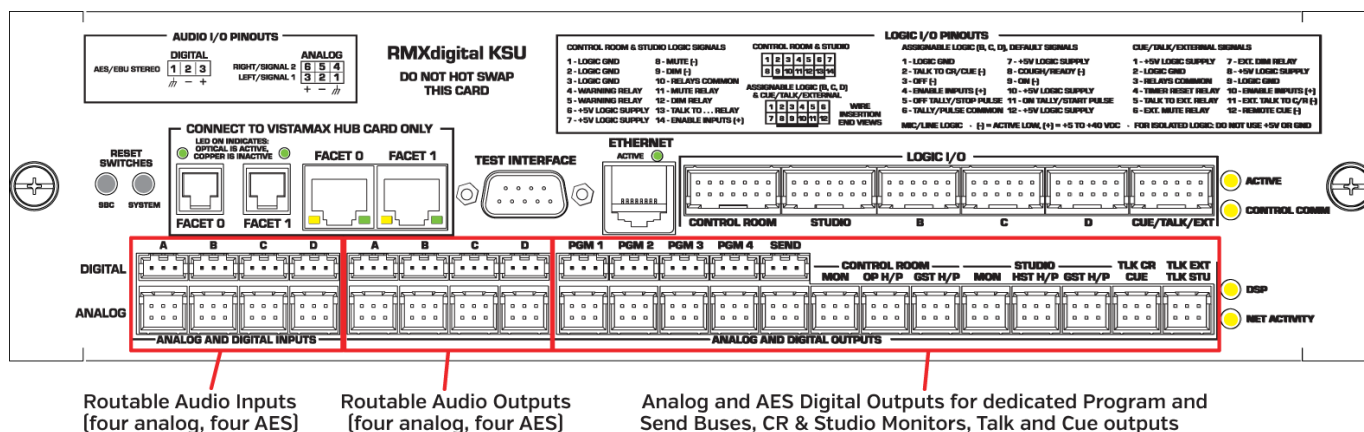 AUDIO I/O PINOUTS
DIGITAL
ANALOG
AES/EBU STEREO
1 2 3
− +
RIGHT/SIGNAL 2
LEFT/SIGNAL 1
6 5 4
3 2 1
+ −
RMXdigital KSU
DO NOT HOT SWAP
THIS CARD
LOGIC I/O PINOUTS
CONTROL ROOM & STUDIO LOGIC SIGNALS
1 - LOGIC GND
2 - LOGIC GND
3 - LOGIC GND
4 - WARNING RELAY
5 - WARNING RELAY
6 - +5V LOGIC SUPPLY
7 - +5V LOGIC SUPPLY
8 - MUTE (-)
9 - DIM (-)
10 - RELAYS COMMON
11 - MUTE RELAY
12 - DIM RELAY
13 - TALK TO ... RELAY
14 - ENABLE INPUTS (+)
CONTROL ROOM & STUDIO
1 2 3 4 5 6 7
8 9 10 11 12 13 14
ASSIGNABLE LOGIC (B, C, D)
& CUE/TALK/EXTERNAL
1 2 3 4 5 6
7 8 9 10 11 12
WIRE
INSERTION
END VIEWS
ASSIGNABLE LOGIC (B, C, D), DEFAULT SIGNALS
1 - LOGIC GND
2 - TALK TO CR/CUE (-)
3 - OFF (-)
4 - ENABLE INPUTS (+)
5 - OFF TALLY/STOP PULSE
6 - TALLY/PULSE COMMON
7 - +5V LOGIC SUPPLY
8 - COUGH/READY (-)
9 - ON (-)
10 - +5V LOGIC SUPPLY
11 - ON TALLY/START PULSE
12 - +5V LOGIC SUPPLY
CUE/TALK/EXTERNAL SIGNALS
1 - +5V LOGIC SUPPLY
2 - LOGIC GND
3 - RELAYS COMMON
4 - TIMER RESET RELAY
5 - TALK TO EXT. RELAY
6 - EXT. MUTE RELAY
7 - EXT. DIM RELAY
8 - +5V LOGIC SUPPLY
9 - LOGIC GND
10 - ENABLE INPUTS (+)
11 - EXT. TALK TO C/R (-)
12 - REMOTE CUE (-)
MIC/LINE LOGIC - (-) = ACTIVE LOW, (+) = +5 TO +40 VDC - FOR ISOLATED LOGIC: DO NOT USE +5V OR GND
RESET
SWITCHES
SBC SYSTEM
CONNECT TO VISTAMAX HUB CARD ONLY
LED ON INDICATES:
OPTICAL IS ACTIVE,
COPPER IS INACTIVE
FACET 0 FACET 1
FACET 0 FACET 1
TEST INTERFACE
ETHERNET
ACTIVE
LOGIC I/O
CONTROL ROOM STUDIO B C D CUE/TALK/EXT
ACTIVE
CONTROL COMM
A B C D A B C D PGM 1 PGM 2 PGM 3 PGM 4 SEND
DIGITAL
CONTROL ROOM
MON OP H/P GST H/P
STUDIO
MON HST H/P GST H/P
TLK CR
CUE
TLK EXT
TLK STU
DSP
ANALOG
NET ACTIVITY
ANALOG AND DIGITAL INPUTS
ANALOG AND DIGITAL OUTPUTS
Routable Audio Inputs
(four analog, four AES)
Routable Audio Outputs
(four analog, four AES)
Analog and AES Digital Outputs for dedicated Program and
Send Buses, CR & Studio Monitors, Talk and Cue outputs